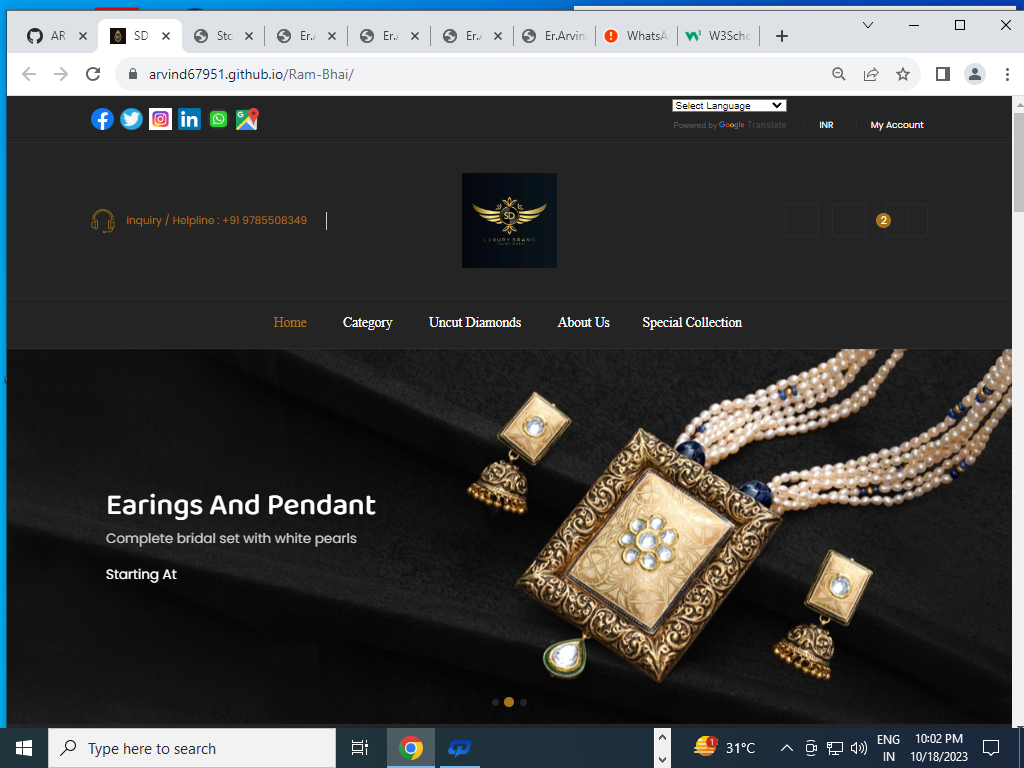 AR
SD
Sto
Er.
Er.
Er.
Er.Arvin
WhatsA
W3Scho
arvind67951.github.io/Ram-Bhai/
Select Language
Powered by Google Translate
INR
My Account
Inquiry / Helpline : +91 9785508349
SD
LUXURY BRAND
2
Home
Category
Uncut Diamonds
About Us
Special Collection
Earings And Pendant
Complete bridal set with white pearls
Starting At
Type here to search
1
31°C
ENG
IN
10:02 PM
10/18/2023